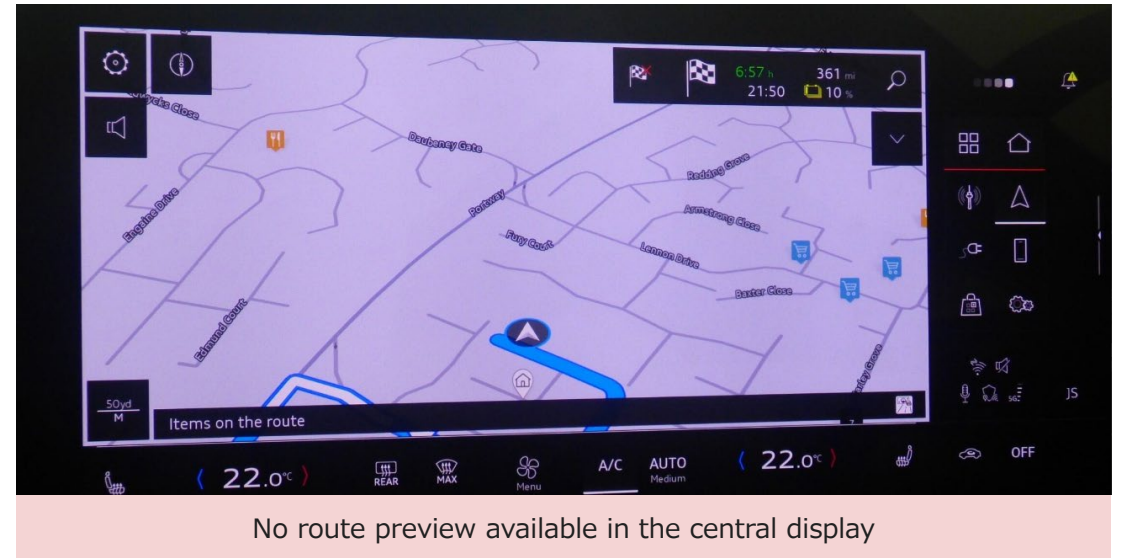 6:57 h 361 mi
21:50 10 %
Daubeney Gate
Redding Grove
Engaine Drive
Portway
Armstrong Close
Fury Court
Lennon Drive
Baxter Close
Edmund Court
50yd
M
Items on the route
22.0°C
REAR
MAX
Menu
A/C
AUTO
Medium
22.0°C
OFF
5G
JS
No route preview available in the central display